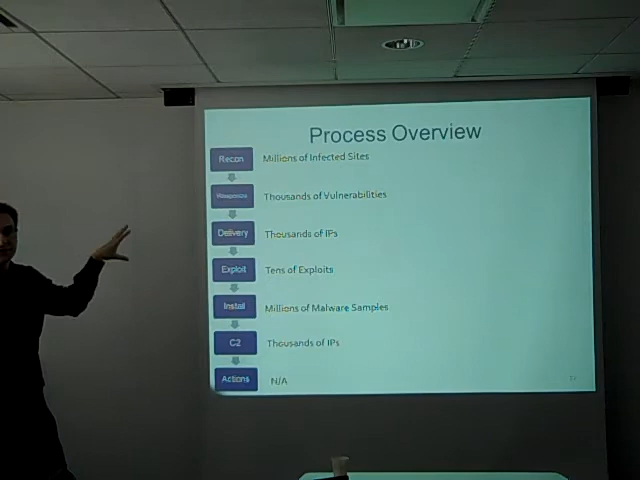 Process Overview
Recon Millions of Infected Sites
Weaponize Thousands of Vulnerabilities
Delivery Thousands of IPs
Exploit Tens of Exploits
Install Millions of Malware Samples
C2 Thousands of IPs
Actions N/A